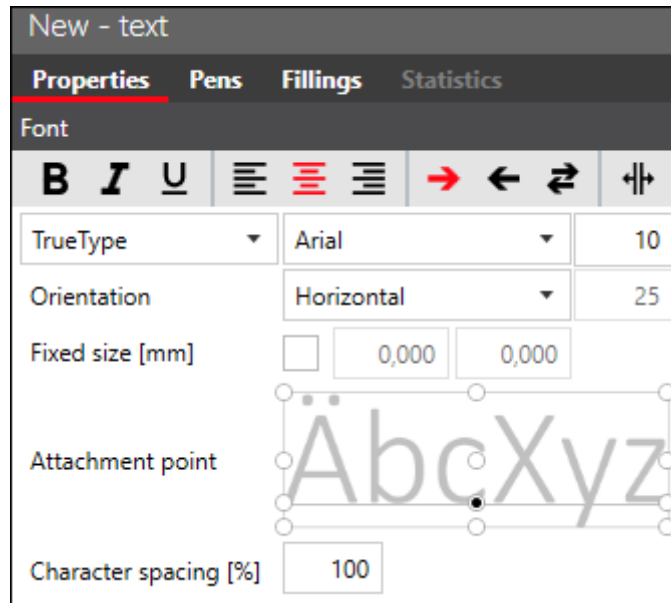 New - text
Properties Pens Fillings Statistics
Font
B I U
TrueType Arial 10
Orientation Horizontal 25
Fixed size [mm] 0,000 0,000
Attachment point ÄbcXyz
Character spacing [%] 100